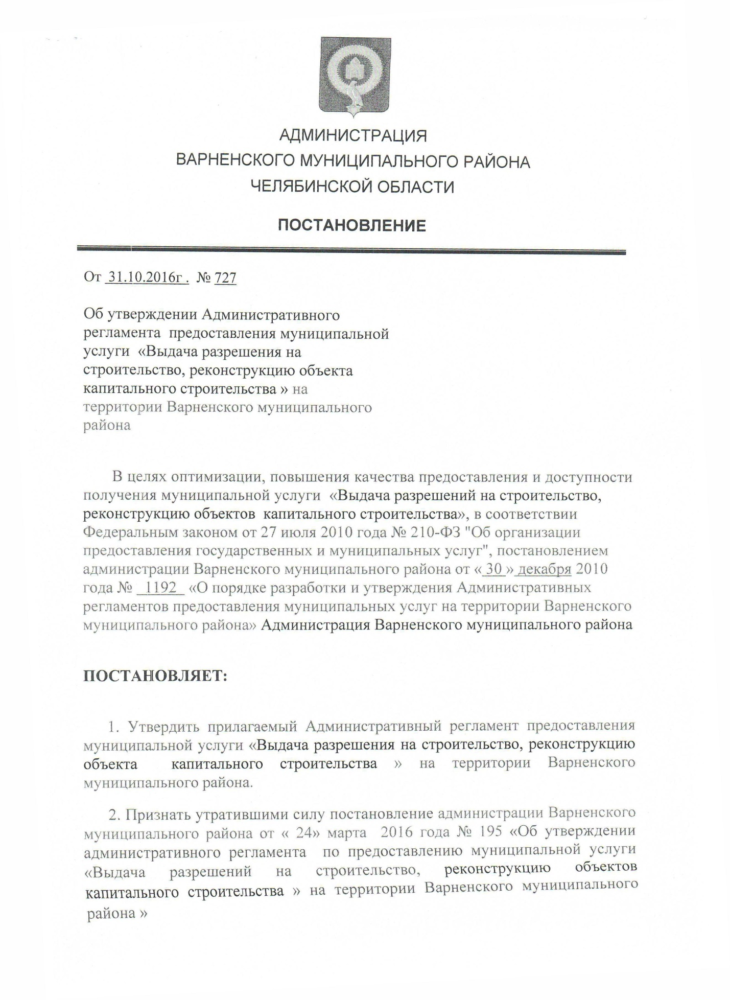 АДМИНИСТРАЦИЯ
ВАРНЕНСКОГО МУНИЦИПАЛЬНОГО РАЙОНА
ЧЕЛЯБИНСКОЙ ОБЛАСТИ
ПОСТАНОВЛЕНИЕ
От 31.10.2016г . № 727
Об утверждении Административного
регламента предоставления муниципальной
услуги «Выдача разрешения на
строительство, реконструкцию объекта
капитального строительства » на
территории Варненского муниципального
района
В целях оптимизации, повышения качества предоставления и доступности
получения муниципальной услуги «Выдача разрешений на строительство,
реконструкцию объектов капитального строительства», в соответствии
Федеральным законом от 27 июля 2010 года № 210-ФЗ "Об организации
предоставления государственных и муниципальных услуг", постановлением
администрации Варненского муниципального района от « 30 » декабря 2010
года № 1192 «О порядке разработки и утверждения Административных
регламентов предоставления муниципальных услуг на территории Варненского
муниципального района» Администрация Варненского муниципального района
ПОСТАНОВЛЯЕТ:
1. Утвердить прилагаемый Административный регламент предоставления
муниципальной услуги «Выдача разрешения на строительство, реконструкцию
объекта капитального строительства » на территории Варненского
муниципального района.
2. Признать утратившими силу постановление администрации Варненского
муниципального района от « 24» марта 2016 года № 195 «Об утверждении
административного регламента по предоставлению муниципальной услуги
«Выдача разрешений на строительство, реконструкцию объектов
капитального строительства » на территории Варненского муниципального
района »